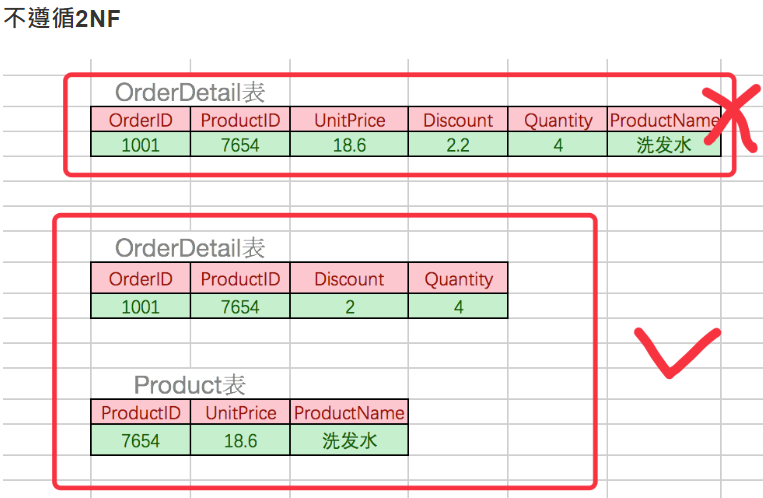 不遵循2NF
OrderDetail表
OrderID ProductID UnitPrice Discount Quantity ProductName
1001 7654 18.6 2.2 4 洗发水
OrderDetail表
OrderID ProductID Discount Quantity
1001 7654 2 4
Product表
ProductID UnitPrice ProductName
7654 18.6 洗发水